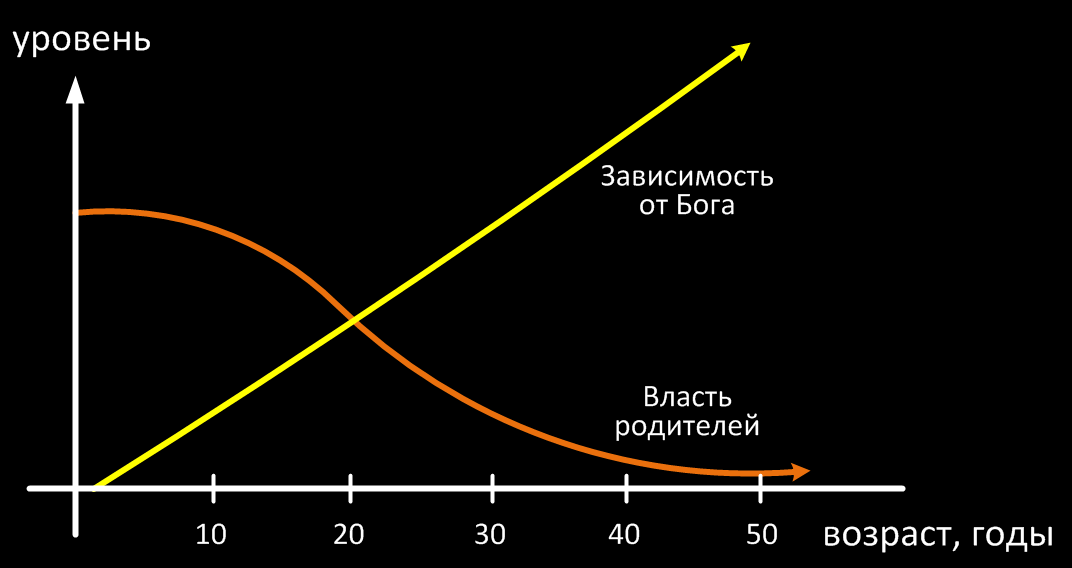 уровень
Зависимость
от Бога
Власть
родителей
10
20
30
40
50
возраст, годы